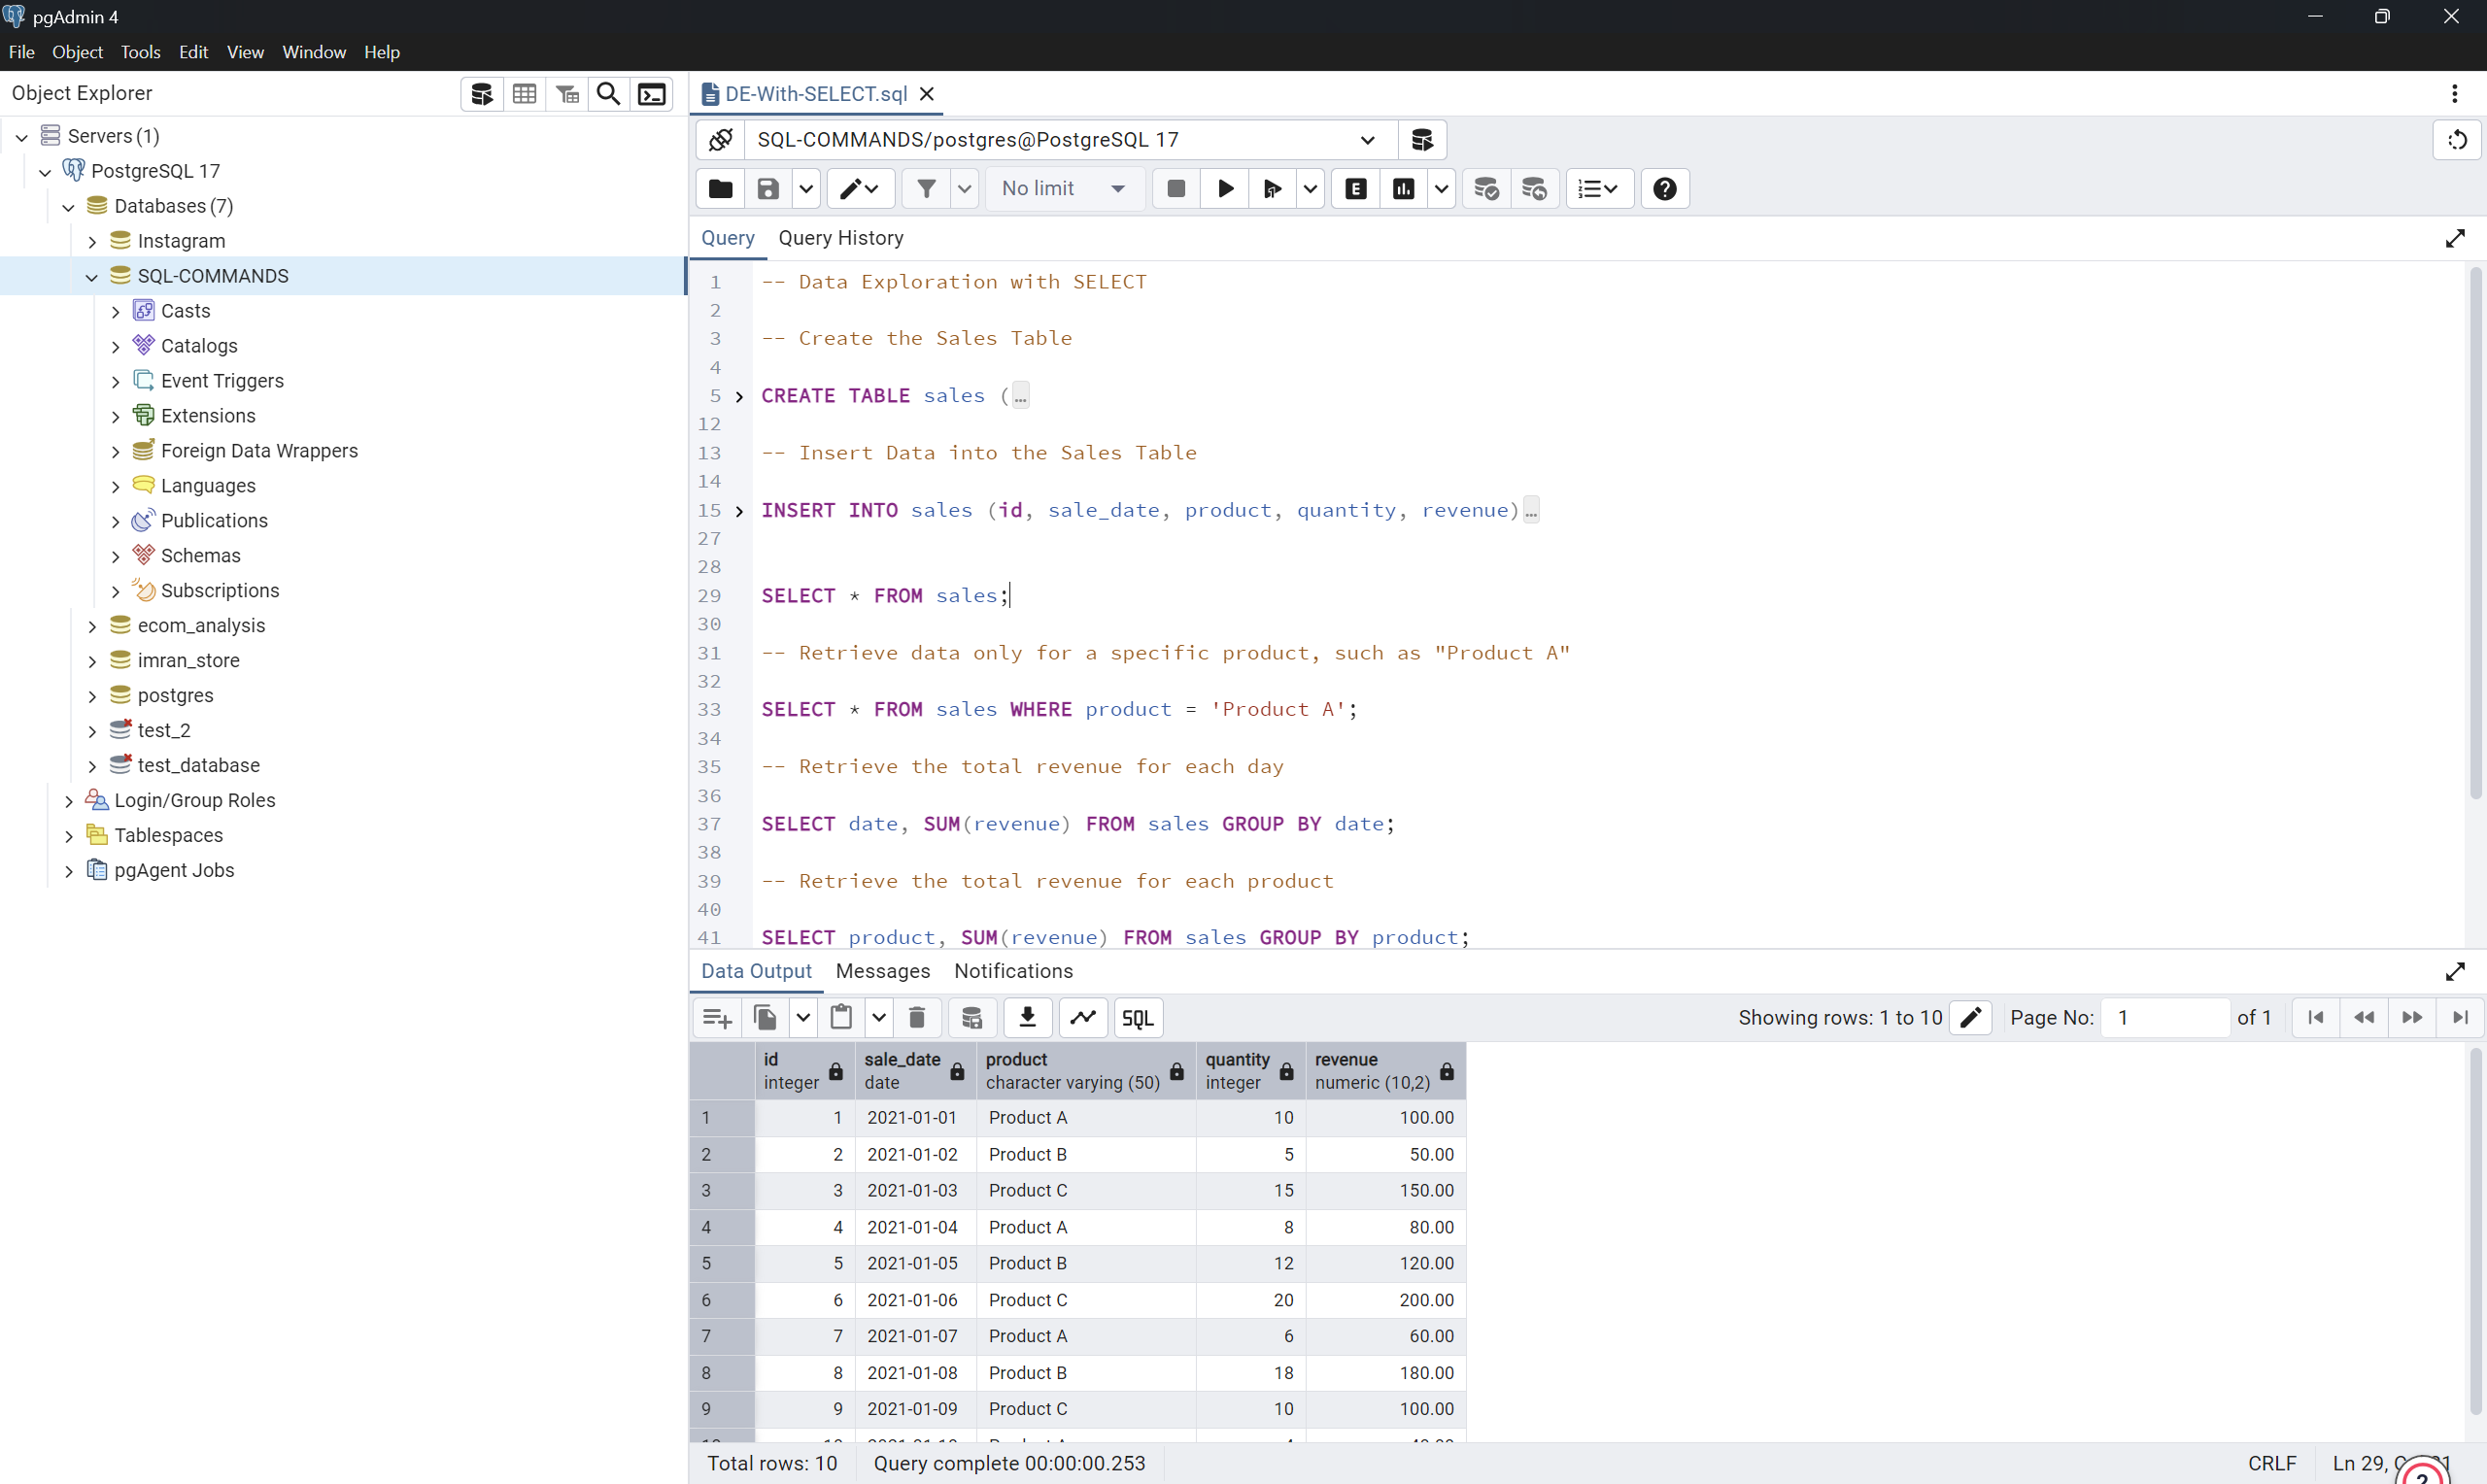 pgAdmin 4
File Object Tools Edit View Window Help
Object Explorer
Servers (1)
PostgreSQL 17
Databases (7)
Instagram
SQL-COMMANDS
Casts
Catalogs
Event Triggers
Extensions
Foreign Data Wrappers
Languages
Publications
Schemas
Subscriptions
ecom_analysis
imran_store
postgres
test_2
test_database
Login/Group Roles
Tablespaces
pgAgent Jobs
DE-With-SELECT.sql
SQL-COMMANDS/postgres@PostgreSQL 17
No limit
Query Query History
1 -- Data Exploration with SELECT
2
3 -- Create the Sales Table
4
5 CREATE TABLE sales (…
12
13 -- Insert Data into the Sales Table
14
15 INSERT INTO sales (id, sale_date, product, quantity, revenue)…
27
28
29 SELECT * FROM sales;
30
31 -- Retrieve data only for a specific product, such as "Product A"
32
33 SELECT * FROM sales WHERE product = 'Product A';
34
35 -- Retrieve the total revenue for each day
36
37 SELECT date, SUM(revenue) FROM sales GROUP BY date;
38
39 -- Retrieve the total revenue for each product
40
41 SELECT product, SUM(revenue) FROM sales GROUP BY product;
Data Output Messages Notifications
SQL Showing rows: 1 to 10 Page No: 1 of 1
id sale_date product quantity revenue
integer date character varying (50) integer numeric (10,2)
1 1 2021-01-01 Product A 10 100.00
2 2 2021-01-02 Product B 5 50.00
3 3 2021-01-03 Product C 15 150.00
4 4 2021-01-04 Product A 8 80.00
5 5 2021-01-05 Product B 12 120.00
6 6 2021-01-06 Product C 20 200.00
7 7 2021-01-07 Product A 6 60.00
8 8 2021-01-08 Product B 18 180.00
9 9 2021-01-09 Product C 10 100.00
Total rows: 10 Query complete 00:00:00.253 CRLF Ln 29,